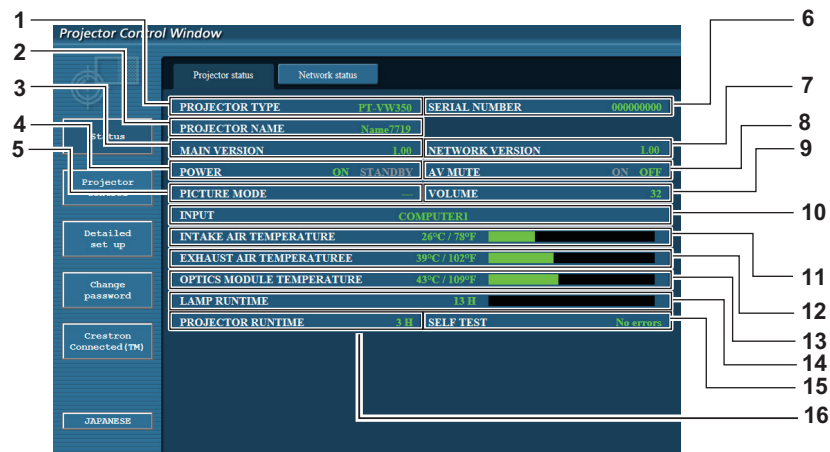 Projector Control Window
Projector status
Network status
PROJECTOR TYPE PT-VW350
SERIAL NUMBER 000000000
PROJECTOR NAME Name7719
MAIN VERSION 1.00
NETWORK VERSION 1.00
POWER ON STANDBY
AV MUTE ON OFF
PICTURE MODE —
VOLUME 32
INPUT COMPUTER1
INTAKE AIR TEMPERATURE 26°C / 78°F
EXHAUST AIR TEMPERATUREE 39°C / 102°F
OPTICS MODULE TEMPERATURE 43°C / 109°F
LAMP RUNTIME 13 H
PROJECTOR RUNTIME 3 H
SELF TEST No errors
Status
Projector
control
Detailed
set up
Change
password
Crestron
Connected(TM)
JAPANESE
1
2
3
4
5
6
7
8
9
10
11
12
13
14
15
16